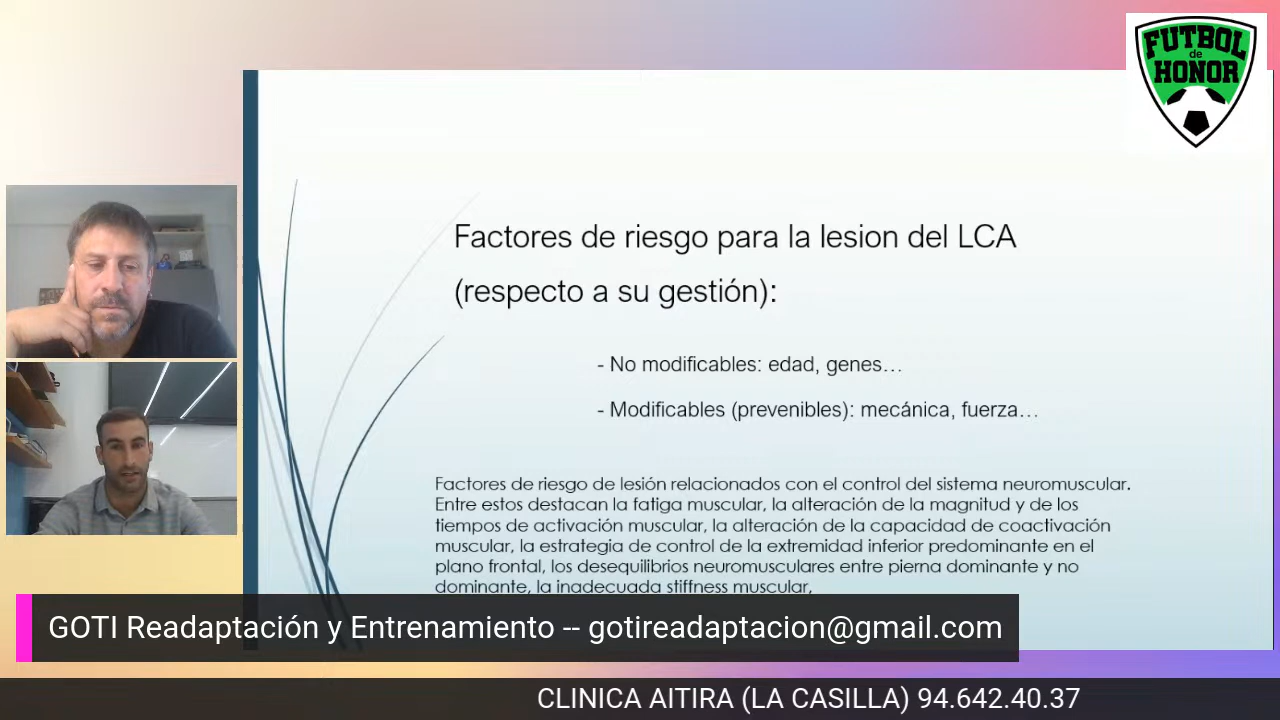 FUTBOL
de
HONOR
Factores de riesgo para la lesion del LCA
(respecto a su gestión):
- No modificables: edad, genes…
- Modificables (prevenibles): mecánica, fuerza…
Factores de riesgo de lesión relacionados con el control del sistema neuromuscular.
Entre estos destacan la fatiga muscular, la alteración de la magnitud y de los
tiempos de activación muscular, la alteración de la capacidad de coactivación
muscular, la estrategia de control de la extremidad inferior predominante en el
plano frontal, los desequilibrios neuromusculares entre pierna dominante y no
dominante, la inadecuada stiffness muscular,
GOTI Readaptación y Entrenamiento -- gotireadaptacion@gmail.com
CLINICA AITIRA (LA CASILLA) 94.642.40.37